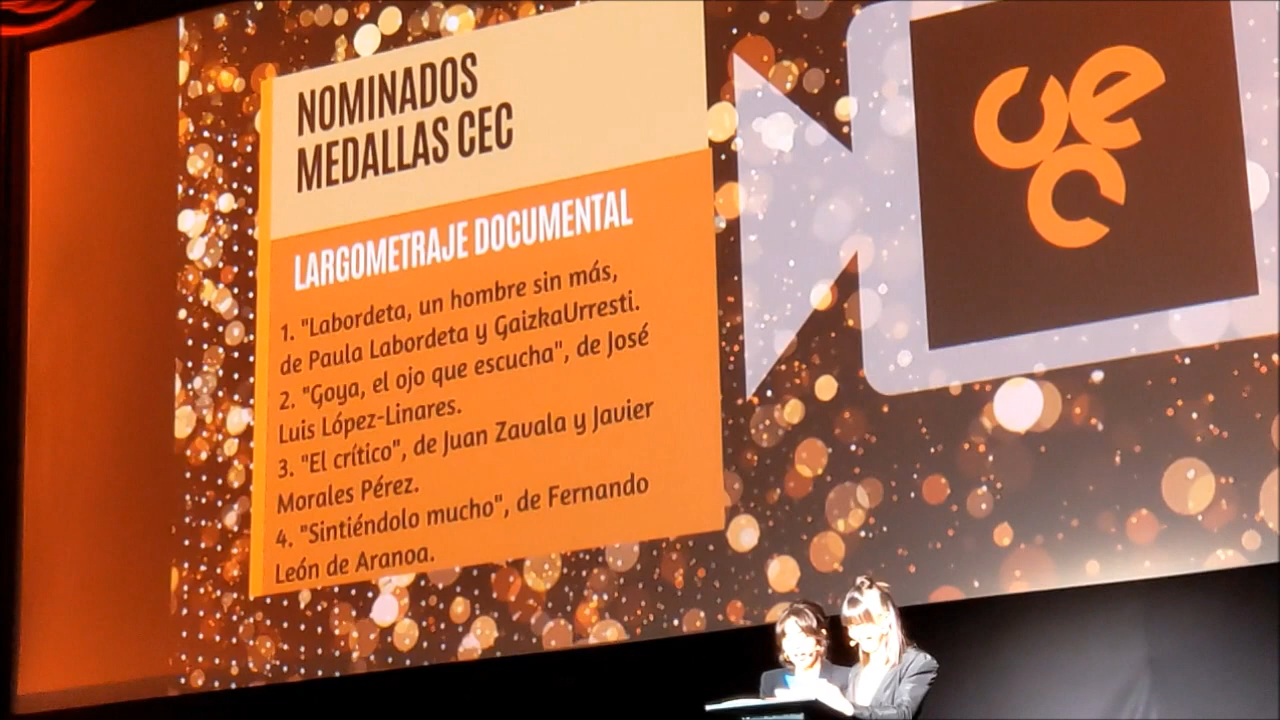 NOMINADOS
MEDALLAS CEC
LARGOMETRAJE DOCUMENTAL
1. "Labordeta, un hombre sin más,
de Paula Labordeta y GaizkaUrresti.
2. "Goya, el ojo que escucha", de José
Luis López-Linares.
3. "El crítico", de Juan Zavala y Javier
Morales Pérez.
4. "Sintiéndolo mucho", de Fernando
León de Aranoa.
cec